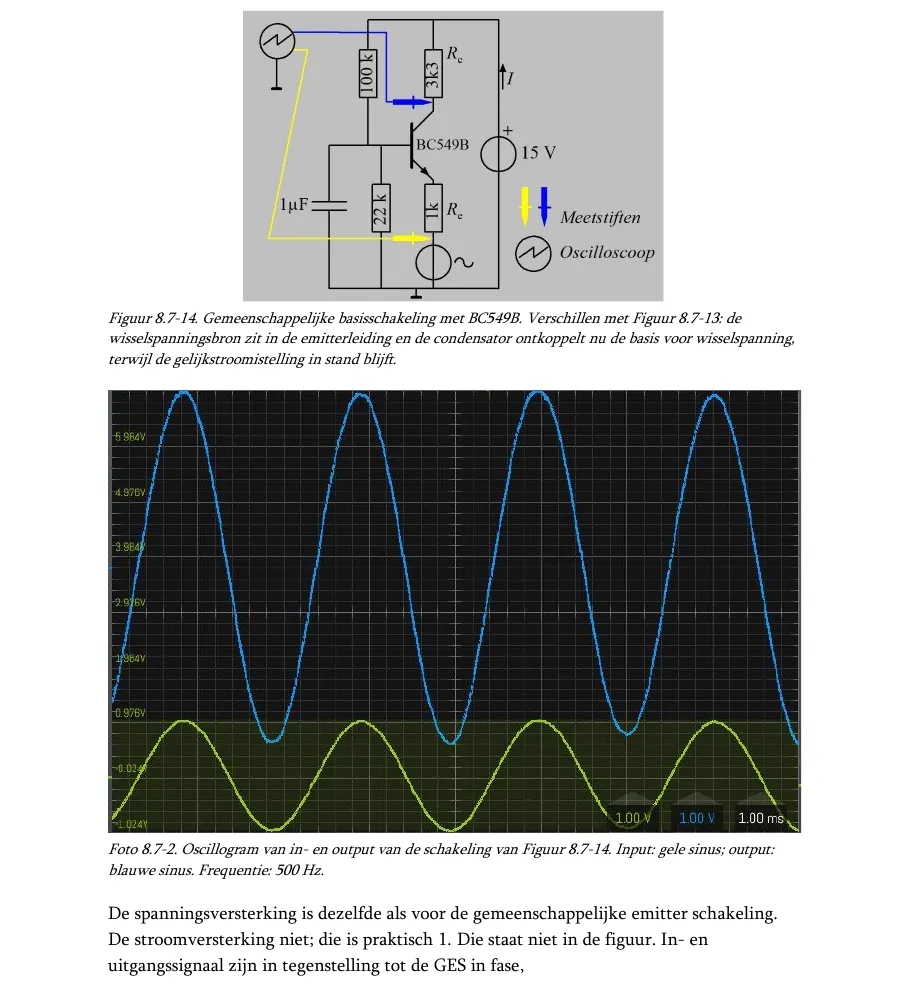 R
c
100 k
3k3
I
+
BC549B
15 V
1µF
22 k
1k
R
e
Meetstiften
Oscilloscoop
Figuur 8.7-14. Gemeenschappelijke basisschakeling met BC549B. Verschillen met Figuur 8.7-13: de
wisselspanningsbron zit in de emitterleiding en de condensator ontkoppelt nu de basis voor wisselspanning,
terwijl de gelijkstroomistelling in stand blijft.
5.984V
4.976V
3.984V
2.976V
1.984V
0.976V
-0.024V
-1.024V
1.00 V
1.00 V
1.00 ms
Foto 8.7-2. Oscillogram van in- en output van de schakeling van Figuur 8.7-14. Input: gele sinus; output:
blauwe sinus. Frequentie: 500 Hz.
De spanningsversterking is dezelfde als voor de gemeenschappelijke emitter schakeling.
De stroomversterking niet; die is praktisch 1. Die staat niet in de figuur. In- en
uitgangssignaal zijn in tegenstelling tot de GES in fase,